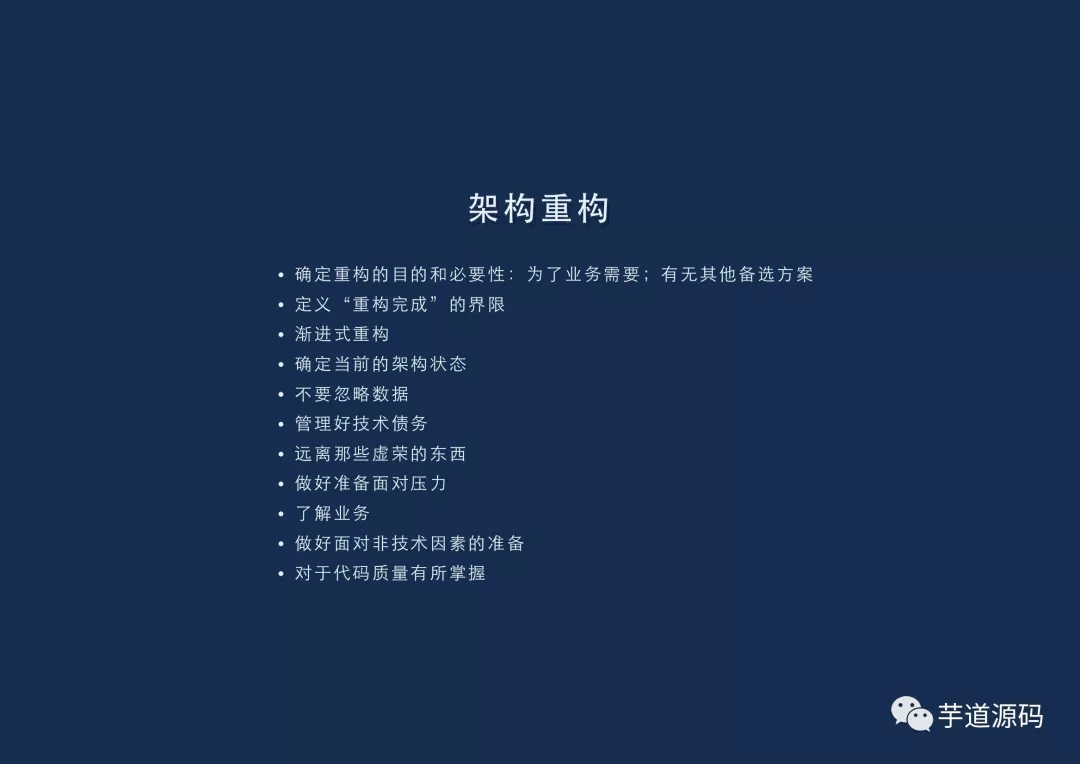 架构重构
• 确定重构的目的和必要性：为了业务需要；有无其他备选方案
• 定义“重构完成”的界限
• 渐进式重构
• 确定当前的架构状态
• 不要忽略数据
• 管理好技术债务
• 远离那些虚荣的东西
• 做好准备面对压力
• 了解业务
• 做好面对非技术因素的准备
• 对于代码质量有所掌握
芋道源码